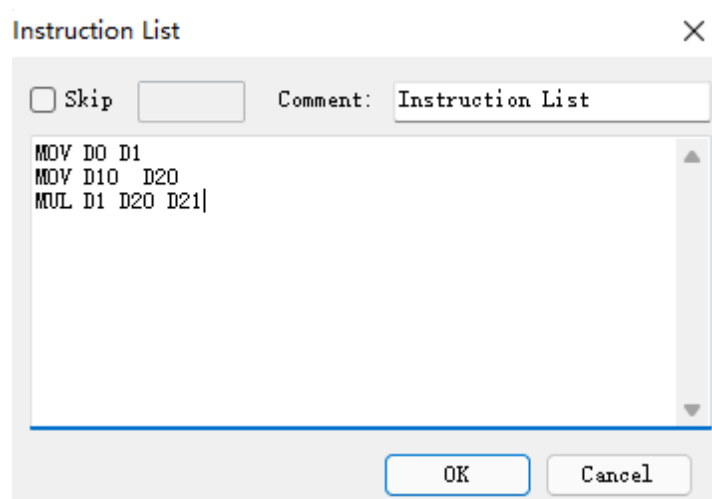 Instruction List
Skip Comment: Instruction List
MOV D0 D1
MOV D10  D20
MUL D1 D20 D21
OK Cancel